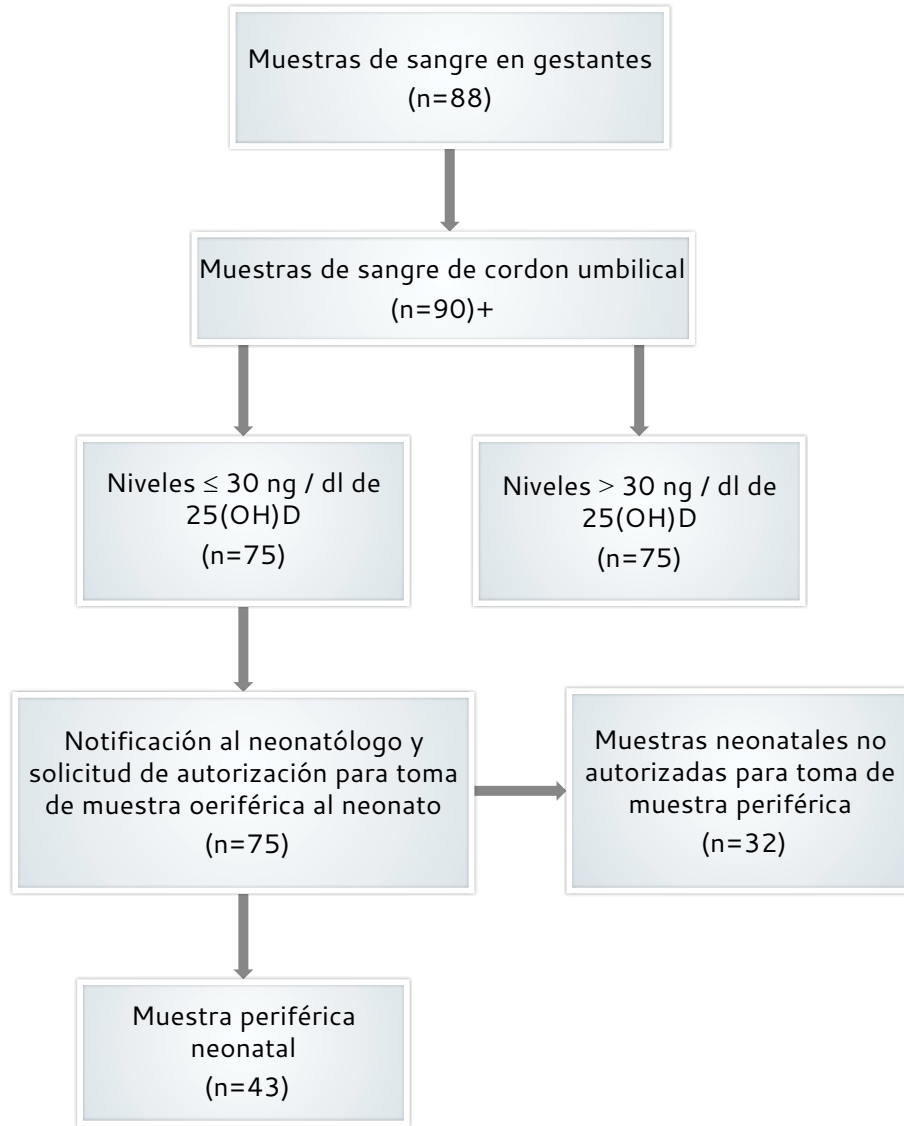 Muestras de sangre en gestantes
(n=88)
Muestras de sangre de cordon umbilical
(n=90)+
Niveles ≤ 30 ng / dl de
25(OH)D
(n=75)
Niveles > 30 ng / dl de
25(OH)D
(n=75)
Notificación al neonatólogo y
solicitud de autorización para toma
de muestra oeriférica al neonato
(n=75)
Muestras neonatales no
autorizadas para toma de
muestra periférica
(n=32)
Muestra periférica
neonatal
(n=43)